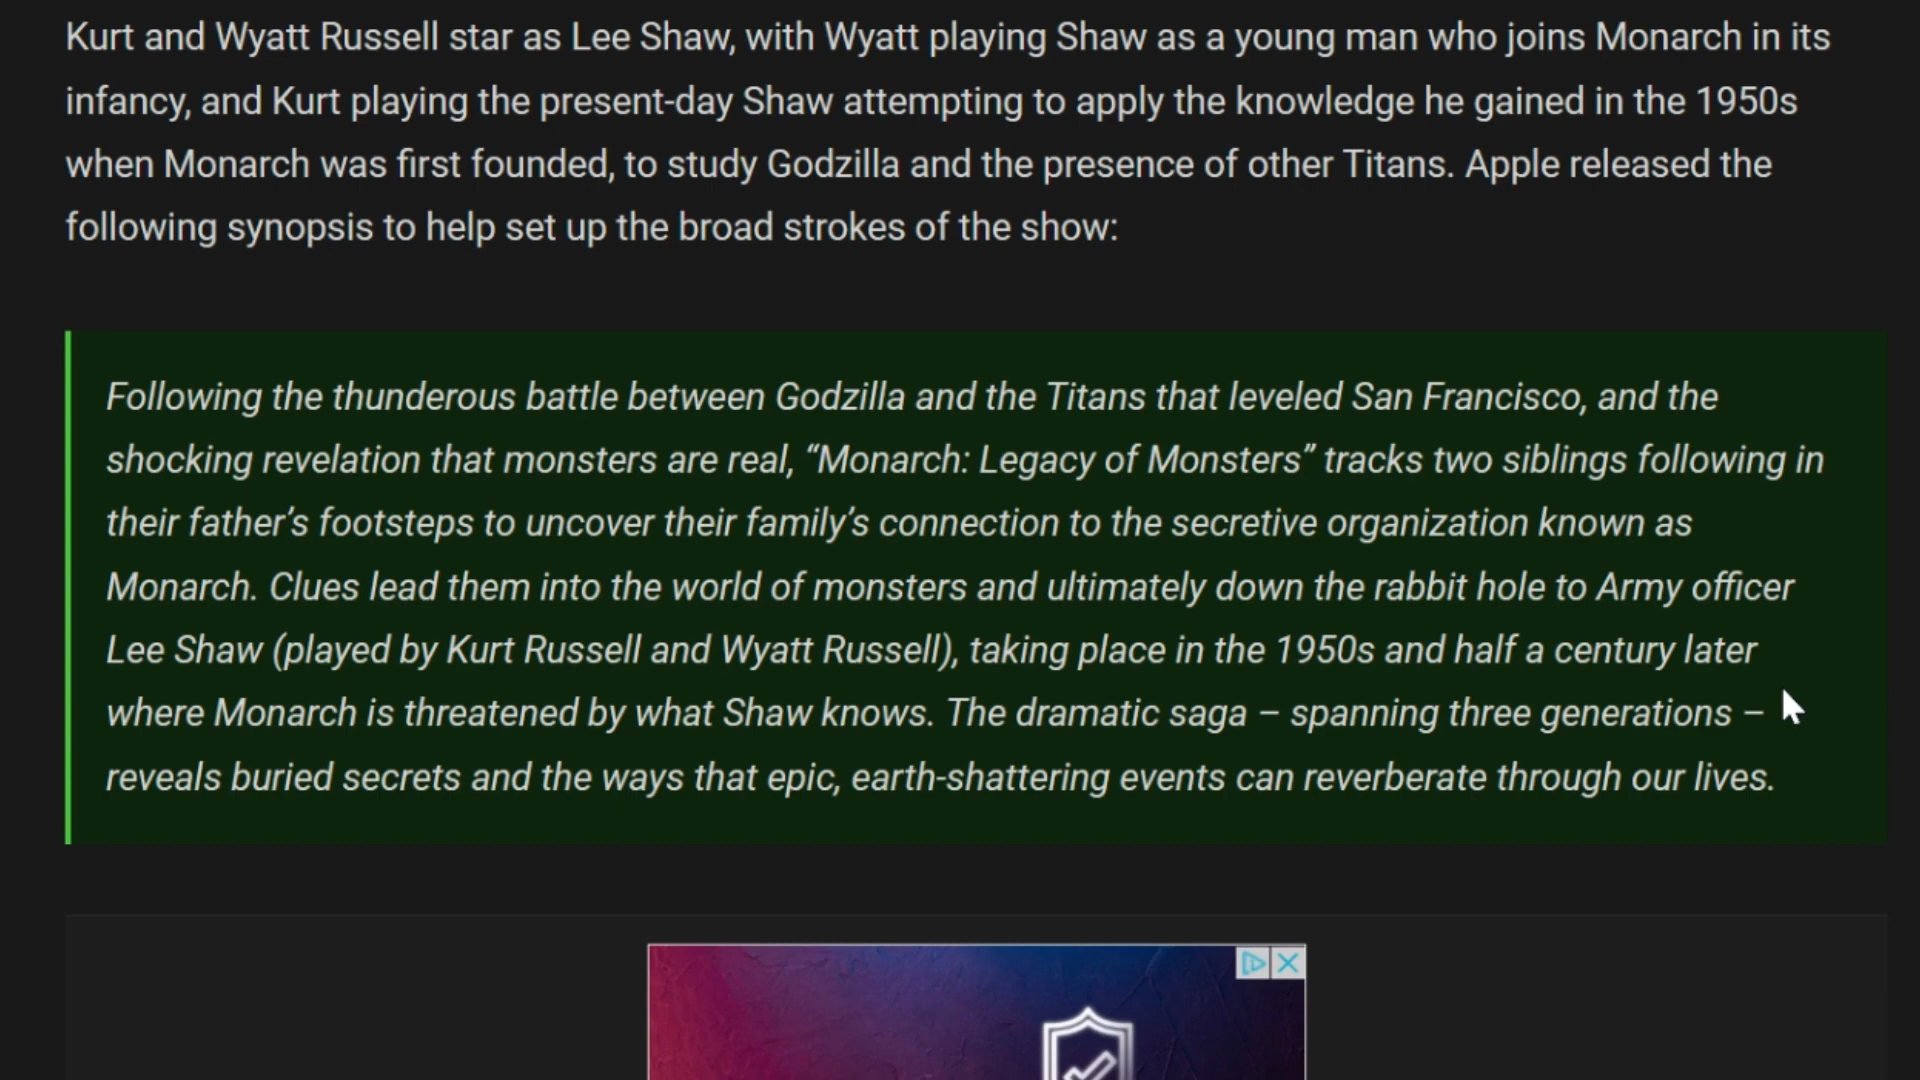 Kurt and Wyatt Russell star as Lee Shaw, with Wyatt playing Shaw as a young man who joins Monarch in its
infancy, and Kurt playing the present-day Shaw attempting to apply the knowledge he gained in the 1950s
when Monarch was first founded, to study Godzilla and the presence of other Titans. Apple released the
following synopsis to help set up the broad strokes of the show:
Following the thunderous battle between Godzilla and the Titans that leveled San Francisco, and the
shocking revelation that monsters are real, “Monarch: Legacy of Monsters” tracks two siblings following in
their father’s footsteps to uncover their family’s connection to the secretive organization known as
Monarch. Clues lead them into the world of monsters and ultimately down the rabbit hole to Army officer
Lee Shaw (played by Kurt Russell and Wyatt Russell), taking place in the 1950s and half a century later
where Monarch is threatened by what Shaw knows. The dramatic saga – spanning three generations –
reveals buried secrets and the ways that epic, earth-shattering events can reverberate through our lives.